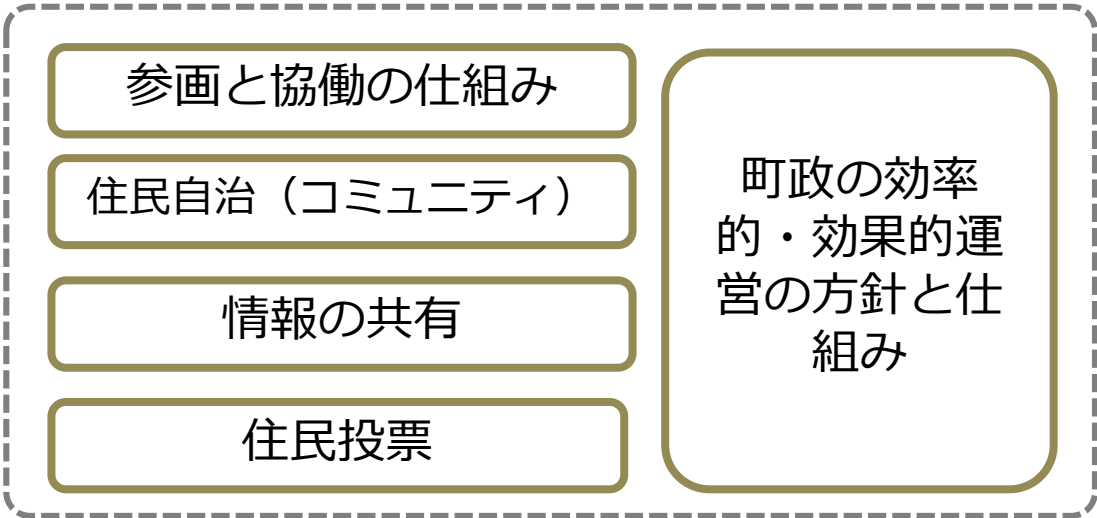 参画と協働の仕組み
住民自治（コミュニティ）
情報の共有
住民投票
町政の効率
的・効果的運
営の方針と仕
組み